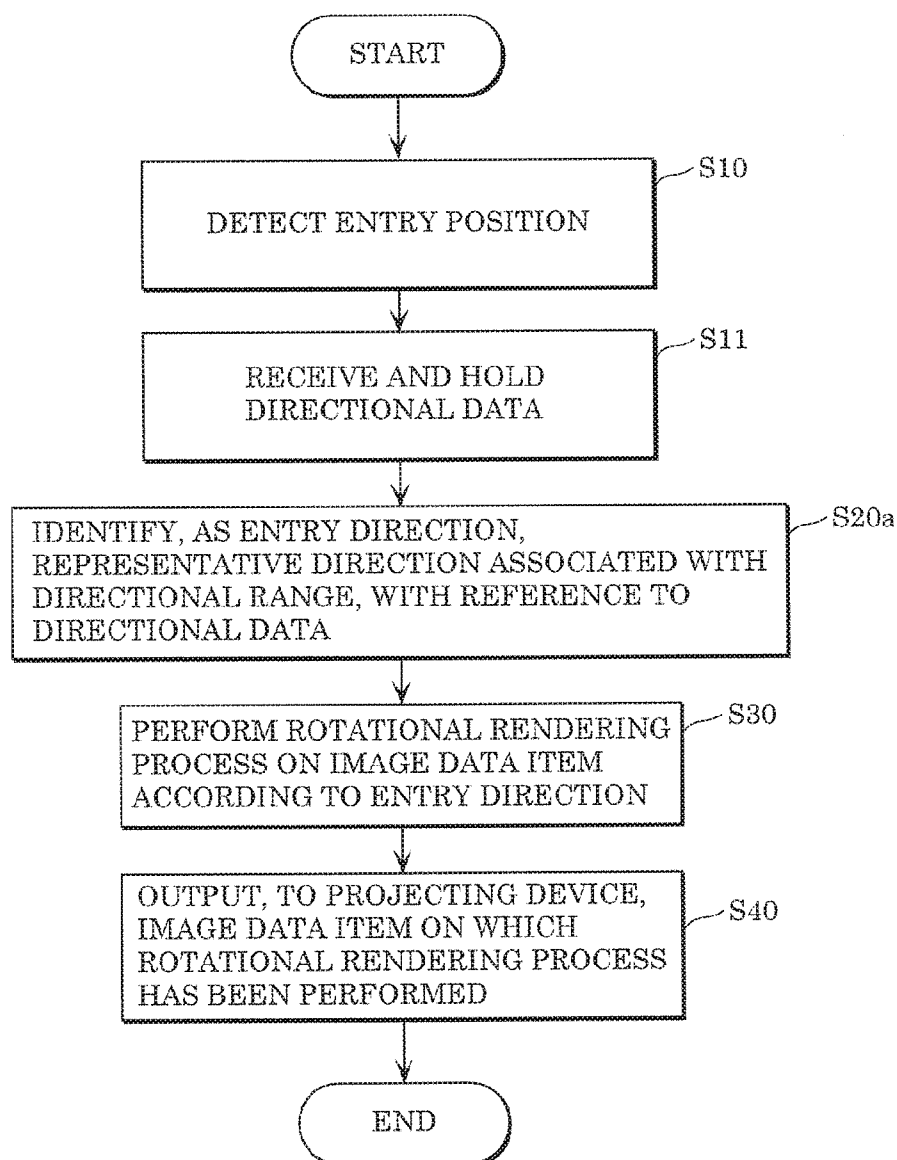 START
S10
DETECT ENTRY POSITION
S11
RECEIVE AND HOLD
DIRECTIONAL DATA
S20a
IDENTIFY, AS ENTRY DIRECTION,
REPRESENTATIVE DIRECTION ASSOCIATED WITH
DIRECTIONAL RANGE, WITH REFERENCE TO
DIRECTIONAL DATA
S30
PERFORM ROTATIONAL RENDERING
PROCESS ON IMAGE DATA ITEM
ACCORDING TO ENTRY DIRECTION
S40
OUTPUT, TO PROJECTING DEVICE,
IMAGE DATA ITEM ON WHICH
ROTATIONAL RENDERING PROCESS
HAS BEEN PERFORMED
END